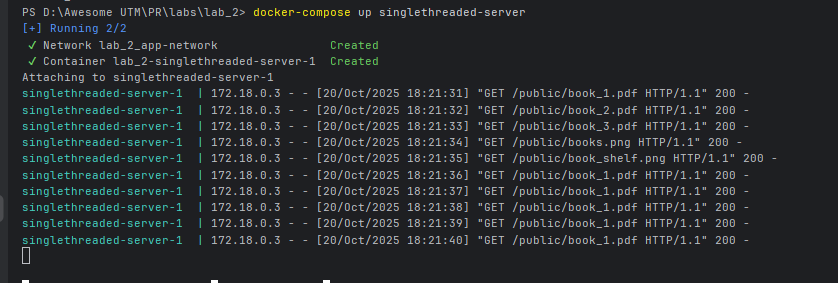 PS D:\Awesome UTM\PR\labs\lab_2> docker-compose up singlethreaded-server
[+] Running 2/2
✔ Network lab_2_app-network Created
✔ Container lab_2-singlethreaded-server-1 Created
Attaching to singlethreaded-server-1
singlethreaded-server-1 | 172.18.0.3 - - [20/Oct/2025 18:21:31] "GET /public/book_1.pdf HTTP/1.1" 200 -
singlethreaded-server-1 | 172.18.0.3 - - [20/Oct/2025 18:21:32] "GET /public/book_2.pdf HTTP/1.1" 200 -
singlethreaded-server-1 | 172.18.0.3 - - [20/Oct/2025 18:21:33] "GET /public/book_3.pdf HTTP/1.1" 200 -
singlethreaded-server-1 | 172.18.0.3 - - [20/Oct/2025 18:21:34] "GET /public/books.png HTTP/1.1" 200 -
singlethreaded-server-1 | 172.18.0.3 - - [20/Oct/2025 18:21:35] "GET /public/book_shelf.png HTTP/1.1" 200 -
singlethreaded-server-1 | 172.18.0.3 - - [20/Oct/2025 18:21:36] "GET /public/book_1.pdf HTTP/1.1" 200 -
singlethreaded-server-1 | 172.18.0.3 - - [20/Oct/2025 18:21:37] "GET /public/book_1.pdf HTTP/1.1" 200 -
singlethreaded-server-1 | 172.18.0.3 - - [20/Oct/2025 18:21:38] "GET /public/book_1.pdf HTTP/1.1" 200 -
singlethreaded-server-1 | 172.18.0.3 - - [20/Oct/2025 18:21:39] "GET /public/book_1.pdf HTTP/1.1" 200 -
singlethreaded-server-1 | 172.18.0.3 - - [20/Oct/2025 18:21:40] "GET /public/book_1.pdf HTTP/1.1" 200 -